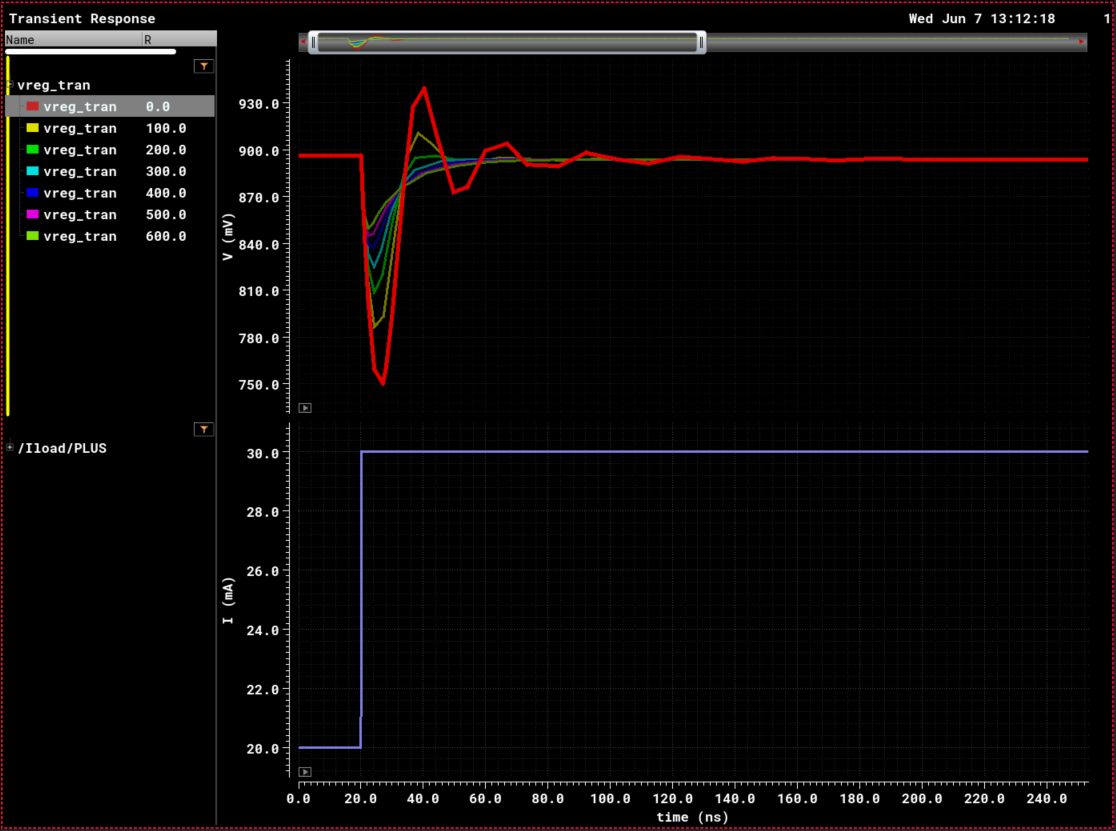 Transient Response
Wed Jun 7 13:12:18 1
Name R
vreg_tran
vreg_tran 0.0
vreg_tran 100.0
vreg_tran 200.0
vreg_tran 300.0
vreg_tran 400.0
vreg_tran 500.0
vreg_tran 600.0
930.0
900.0
870.0
840.0
810.0
780.0
750.0
V (mV)
/Iload/PLUS
30.0
28.0
26.0
24.0
22.0
20.0
I (mA)
0.0 20.0 40.0 60.0 80.0 100.0 120.0 140.0 160.0 180.0 200.0 220.0 240.0
time (ns)